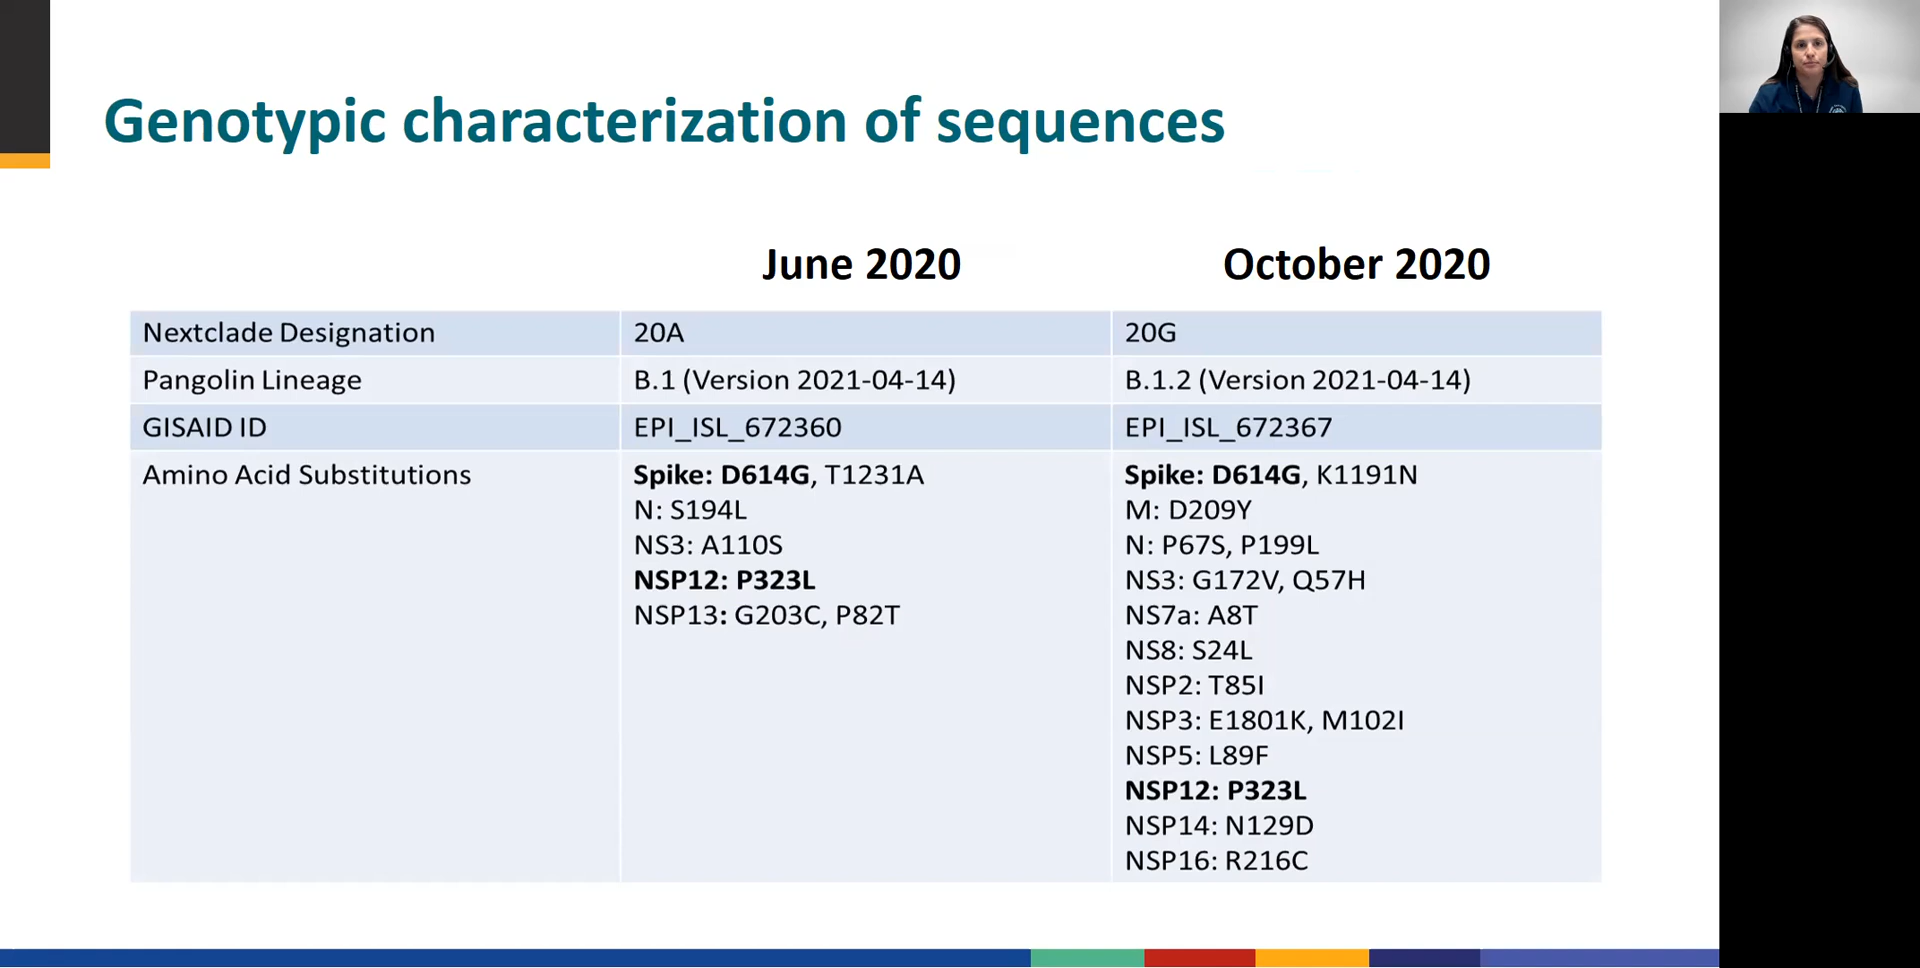 Genotypic characterization of sequences
June 2020 October 2020
Nextclade Designation 20A 20G
Pangolin Lineage B.1 (Version 2021-04-14) B.1.2 (Version 2021-04-14)
GISAID ID EPI_ISL_672360 EPI_ISL_672367
Amino Acid Substitutions Spike: D614G, T1231A Spike: D614G, K1191N
N: S194L M: D209Y
NS3: A110S N: P67S, P199L
NSP12: P323L NS3: G172V, Q57H
NSP13: G203C, P82T NS7a: A8T
NS8: S24L
NSP2: T85I
NSP3: E1801K, M102I
NSP5: L89F
NSP12: P323L
NSP14: N129D
NSP16: R216C